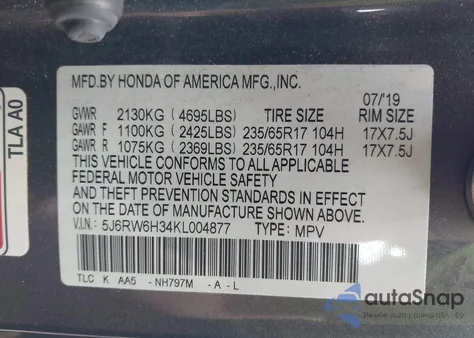 MFD.BY HONDA OF AMERICA MFG.,INC.
07/'19
GVWR 2130KG (4695LBS) TIRE SIZE RIM SIZE
GAWR F 1100KG (2425LBS) 235/65R17 104H 17X7.5J
GAWR R 1075KG (2369LBS) 235/65R17 104H 17X7.5J
THIS VEHICLE CONFORMS TO ALL APPLICABLE
FEDERAL MOTOR VEHICLE SAFETY
AND THEFT PREVENTION STANDARDS IN EFFECT
ON THE DATE OF MANUFACTURE SHOWN ABOVE.
V.I.N.: 5J6RW6H34KL004877 TYPE: MPV
TLC K AA5 -NH797M -A -L
TLA A0
autoSnap